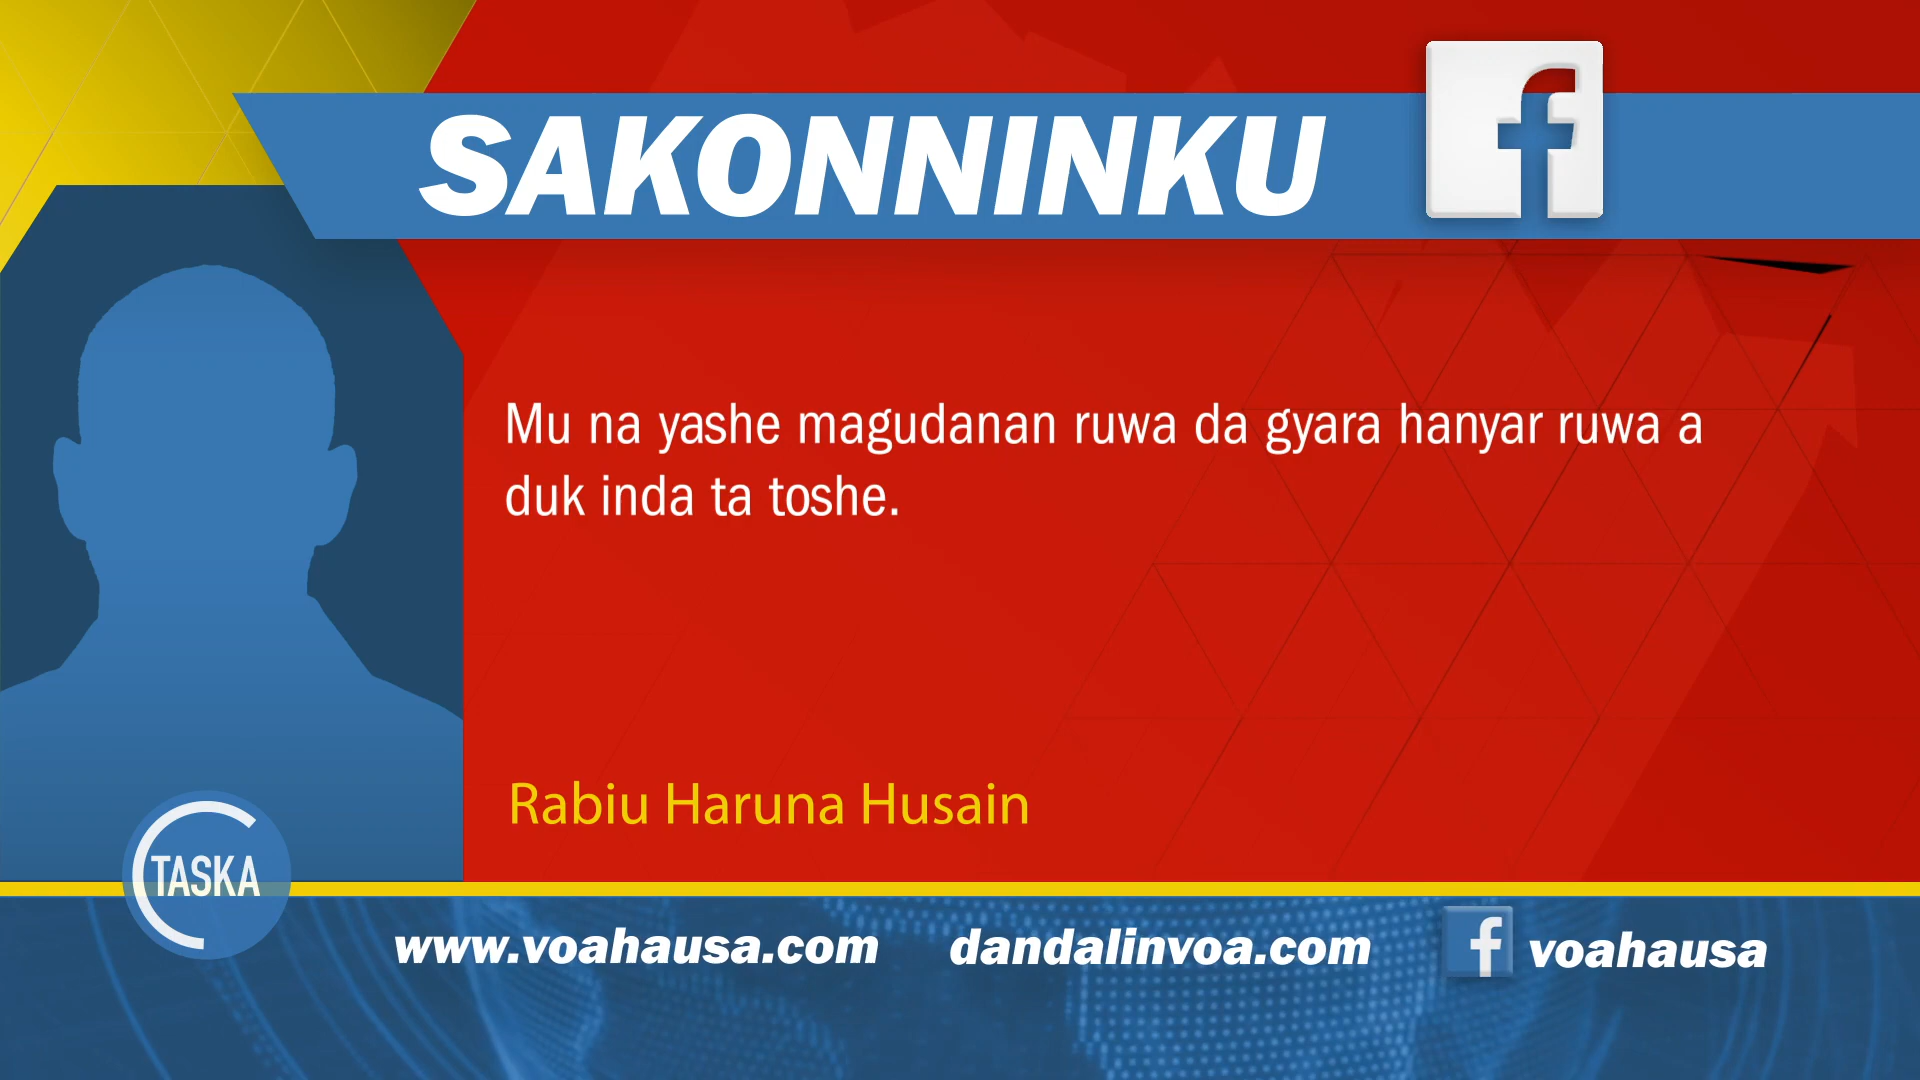 SAKONNINKU
Mu na yashe magudanan ruwa da gyara hanyar ruwa a
duk inda ta toshe.
Rabiu Haruna Husain
TASKA
www.voahausa.com dandalinvoa.com voahausa